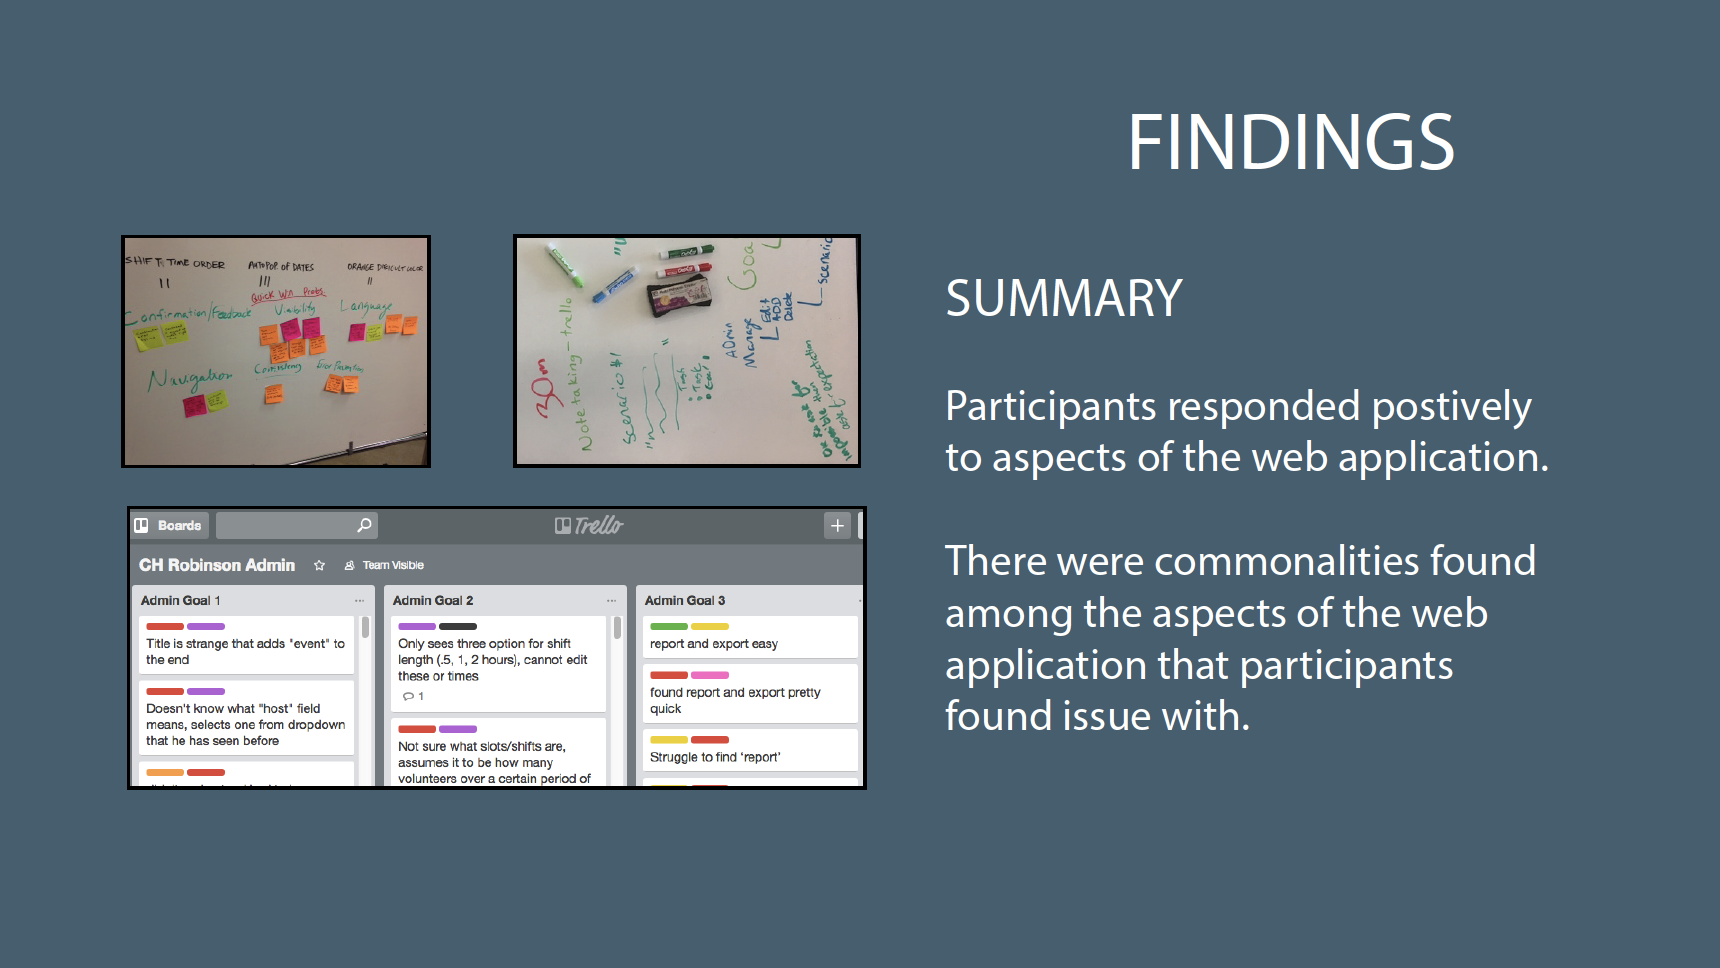 FINDINGS
SUMMARY
Participants responded postively
to aspects of the web application.
There were commonalities found
among the aspects of the web
application that participants
found issue with.
SHIFT TIME ORDER
AUTOPOP OF DATES
ORANGE DIFFICULT COLOR
Quick Win Probs
Confirmation/Feedback
Visibility
Language
Navigation
Consistency
Error Prevention
30m
Note taking - trello
Scenario #1
Task
Task
Goal
ADmin
Manage
Edit
ADD
Delete
Scenario
Boards
Trello
CH Robinson Admin
Team Visible
Admin Goal 1
Title is strange that adds "event" to
the end
Doesn't know what "host" field
means, selects one from dropdown
that he has seen before
Admin Goal 2
Only sees three option for shift
length (.5, 1, 2 hours), cannot edit
these or times
1
Not sure what slots/shifts are,
assumes it to be how many
volunteers over a certain period of
Admin Goal 3
report and export easy
found report and export pretty
quick
Struggle to find 'report'